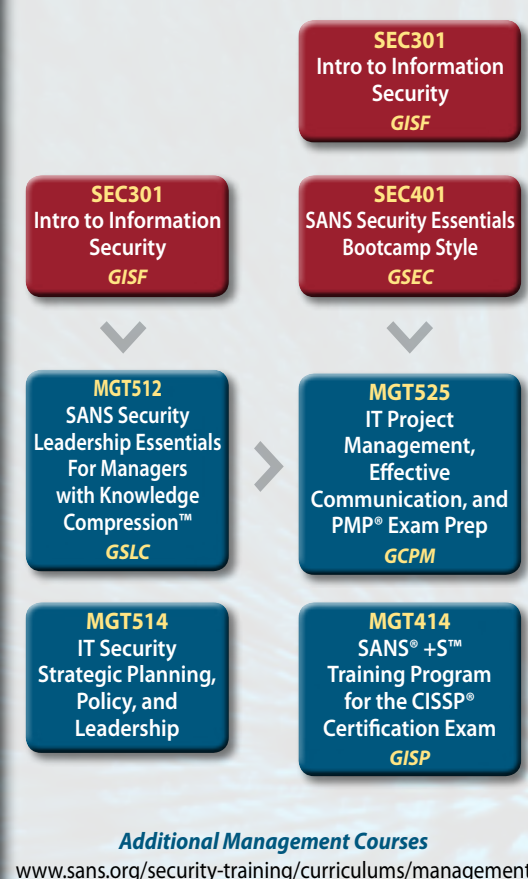 SEC301
Intro to Information
Security
GISF
SEC301
Intro to Information
Security
GISF
SEC401
SANS Security Essentials
Bootcamp Style
GSEC
MGT512
SANS Security
Leadership Essentials
For Managers
with Knowledge
Compression™
GSLC
MGT525
IT Project
Management,
Effective
Communication, and
PMP® Exam Prep
GCPM
MGT514
IT Security
Strategic Planning,
Policy, and
Leadership
MGT414
SANS® +S™
Training Program
for the CISSP®
Certification Exam
GISP
Additional Management Courses
www.sans.org/security-training/curriculums/management